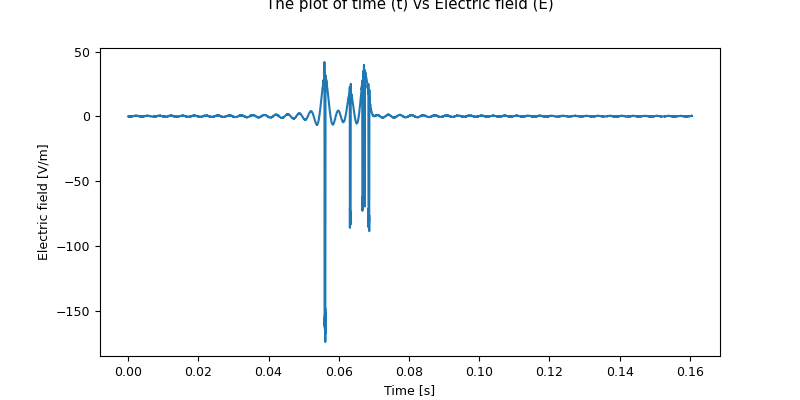 The plot of time (t) vs Electric field (E)
50
0
−50
−100
−150
Electric field [V/m]
0.00 0.02 0.04 0.06 0.08 0.10 0.12 0.14 0.16
Time [s]